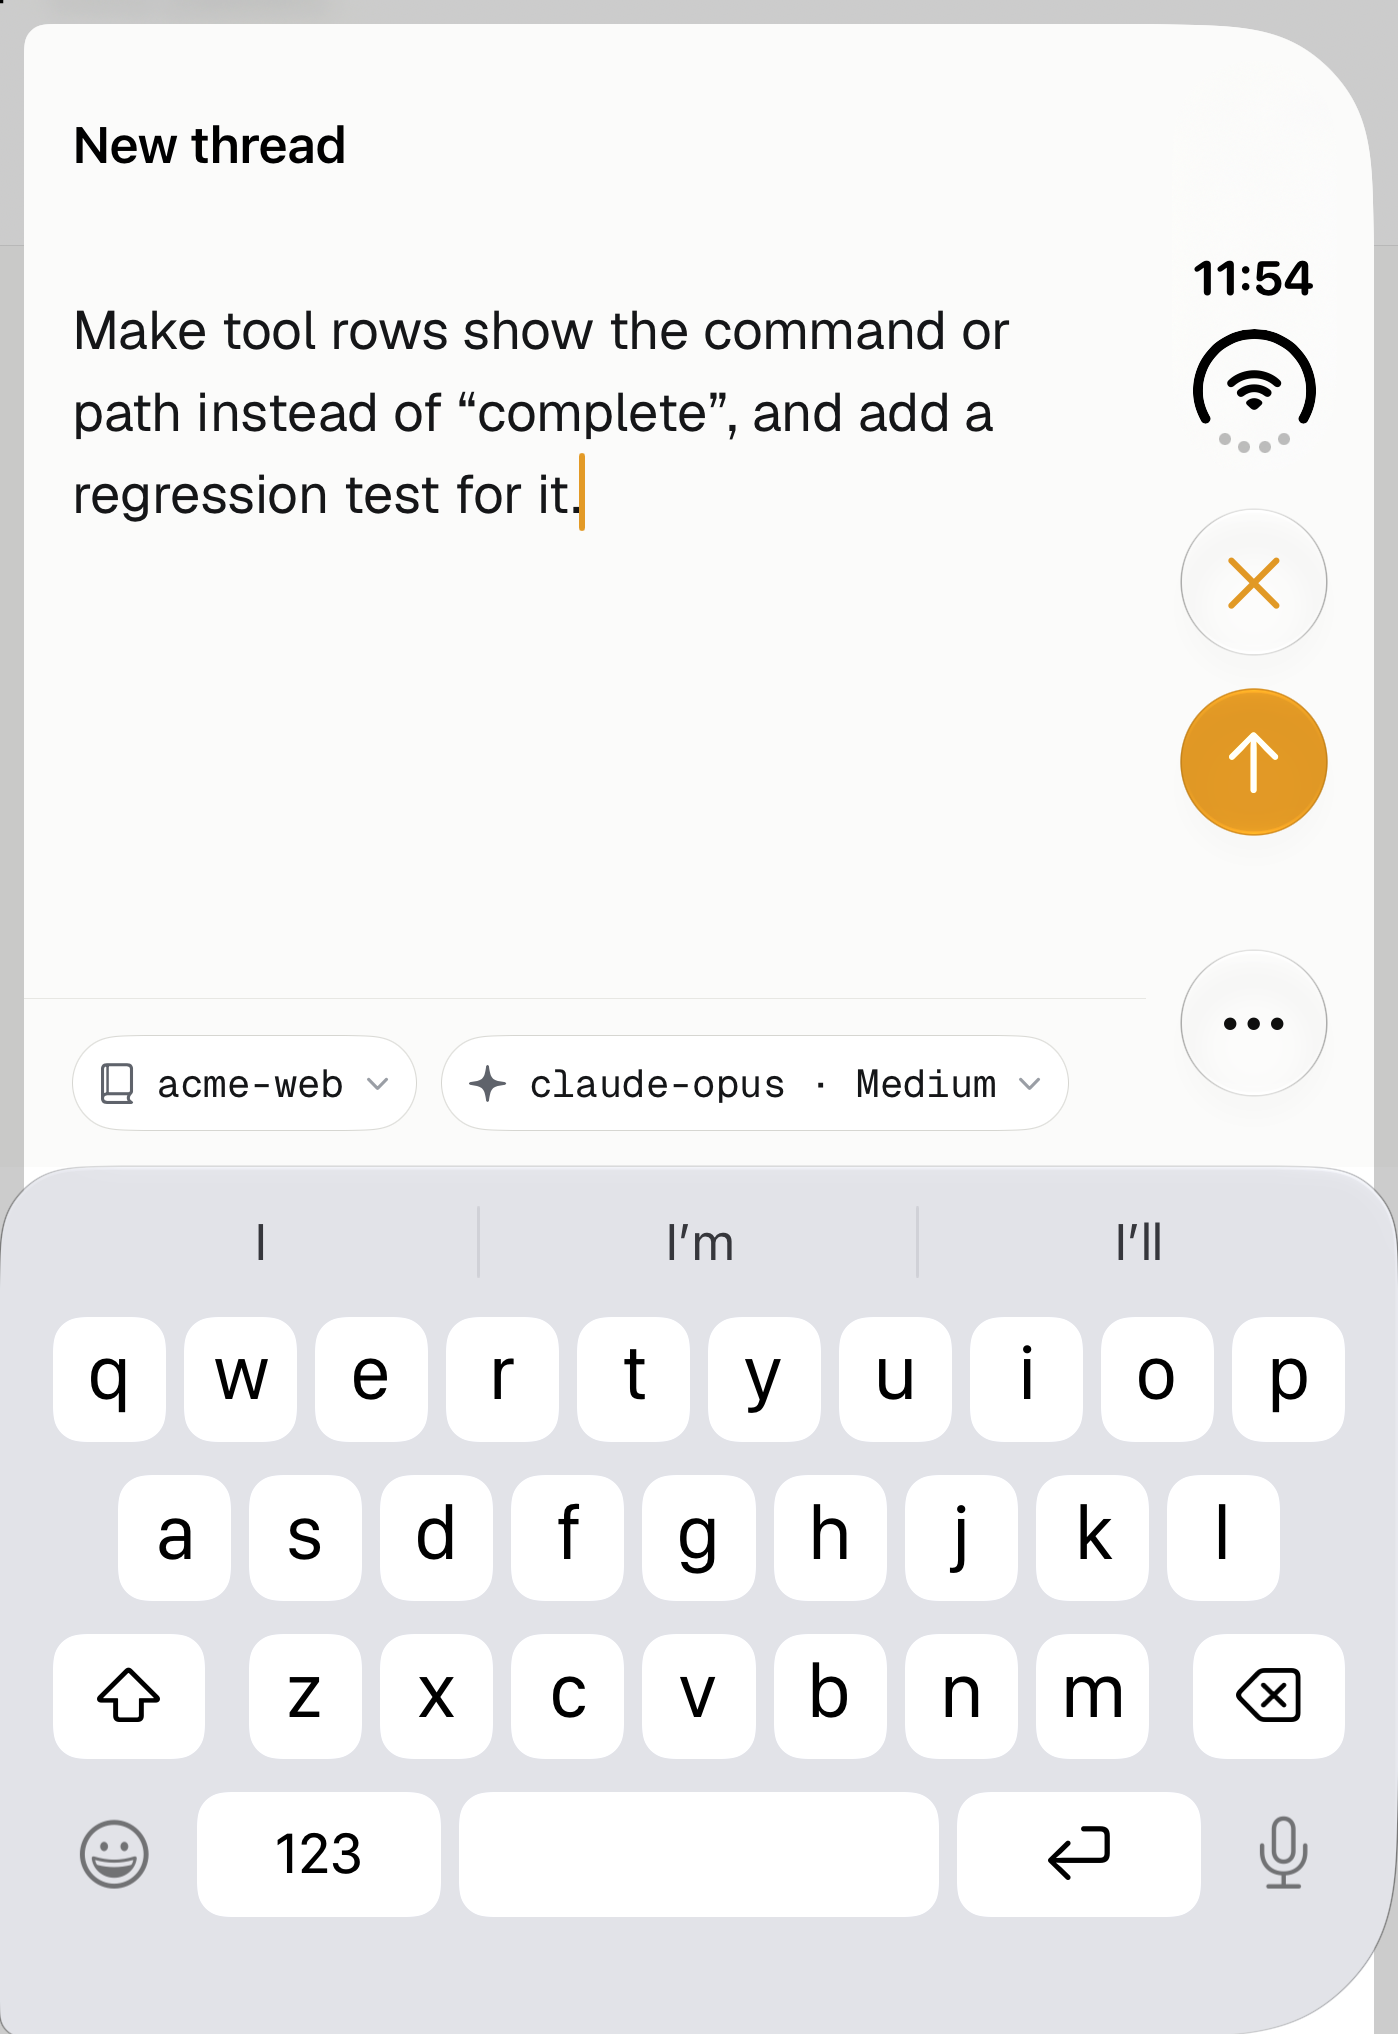 New thread
11:54
Make tool rows show the command or
path instead of “complete”, and add a
regression test for it.
acme-web
claude-opus · Medium
I I’m I’ll
q w e r t y u i o p
a s d f g h j k l
z x c v b n m
123